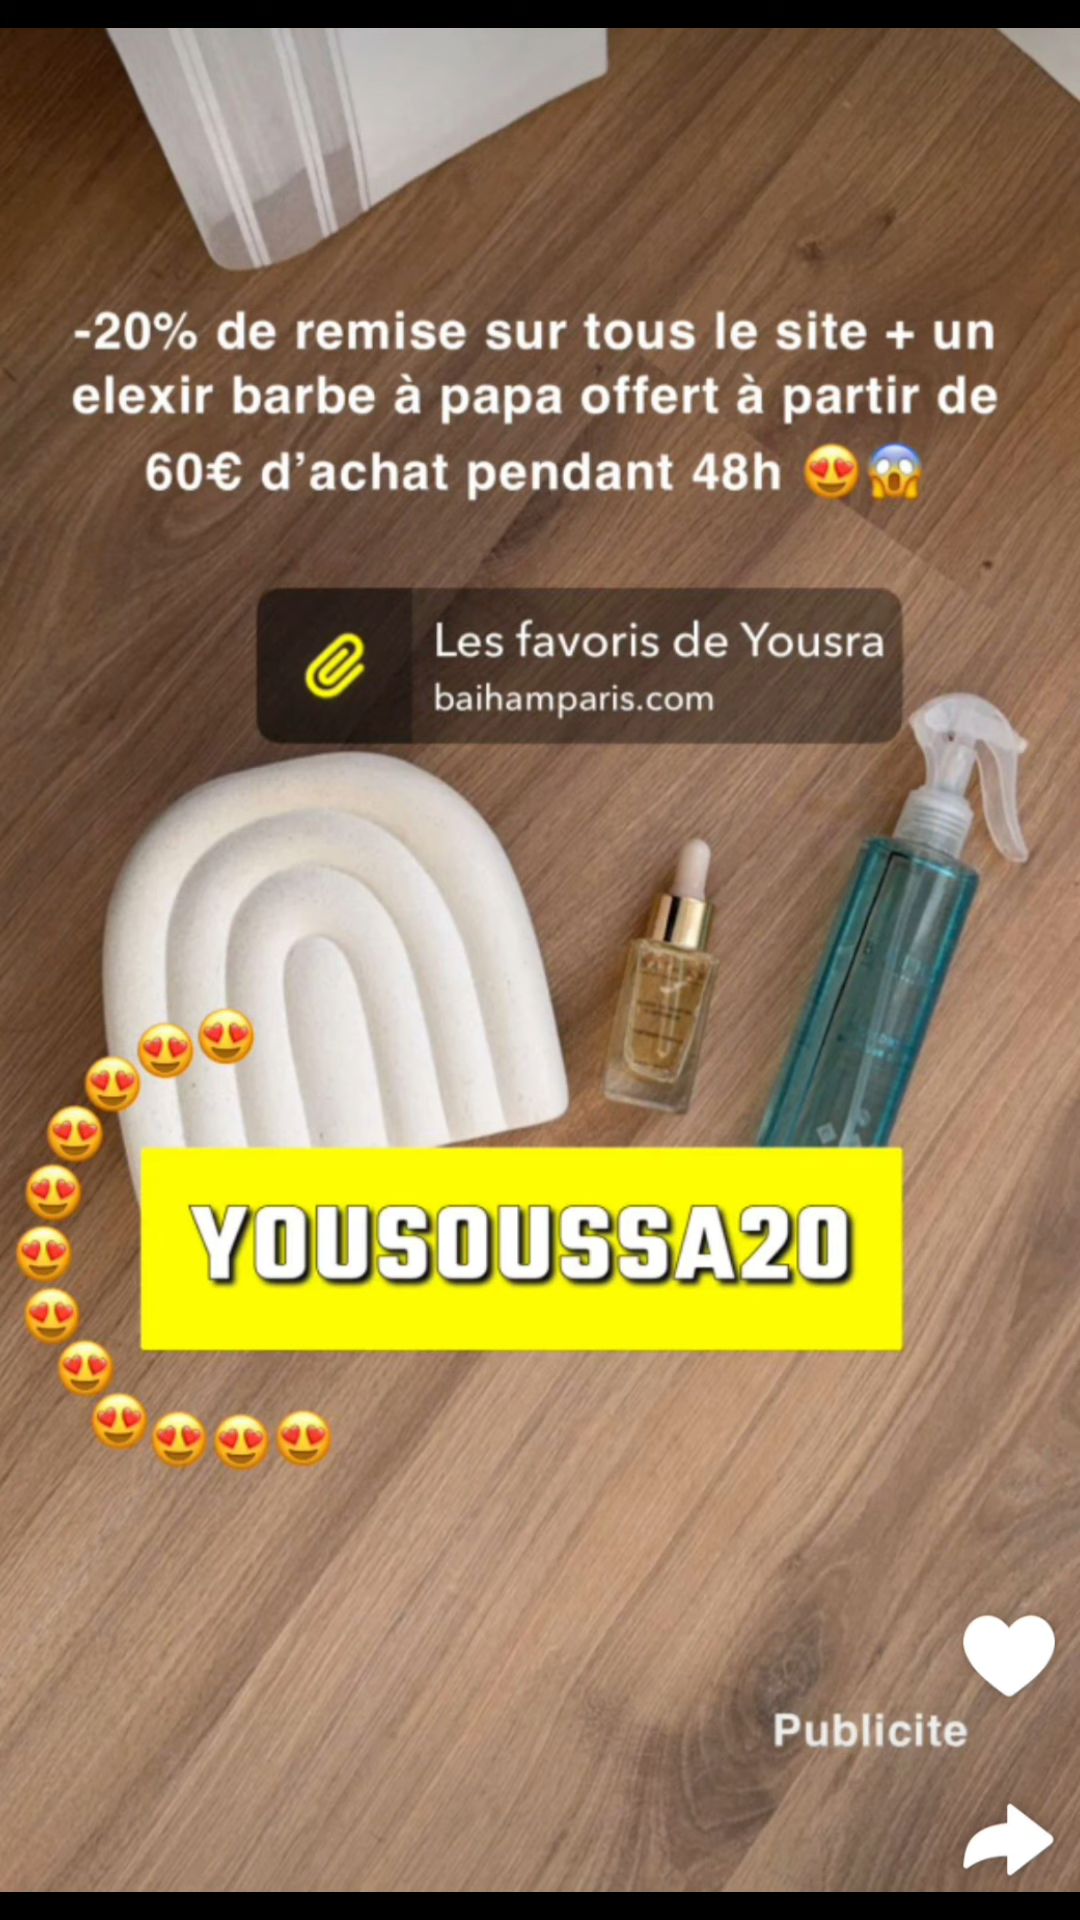 -20% de remise sur tous le site + un
elexir barbe à papa offert à partir de
60€ d’achat pendant 48h 😍😱
Les favoris de Yousra
baihamparis.com
YOUSOUSSA20
Publicite